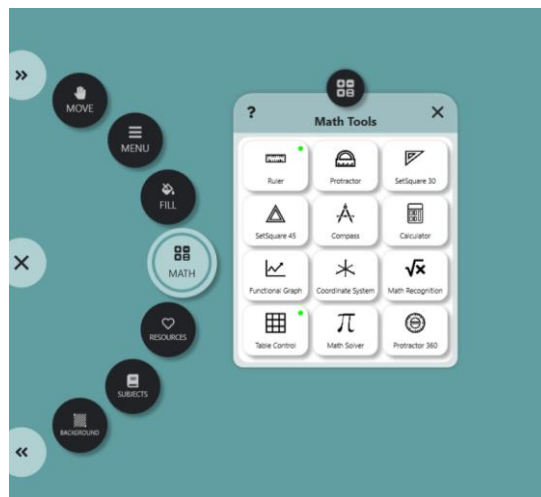 MOVE
MENU
FILL
MATH
RESOURCES
SUBJECTS
BACKGROUND
?
Math Tools
Ruler
Protractor
SetSquare 30
SetSquare 45
Compass
Calculator
Functional Graph
Coordinate System
Math Recognition
Table Control
Math Solver
Protractor 360